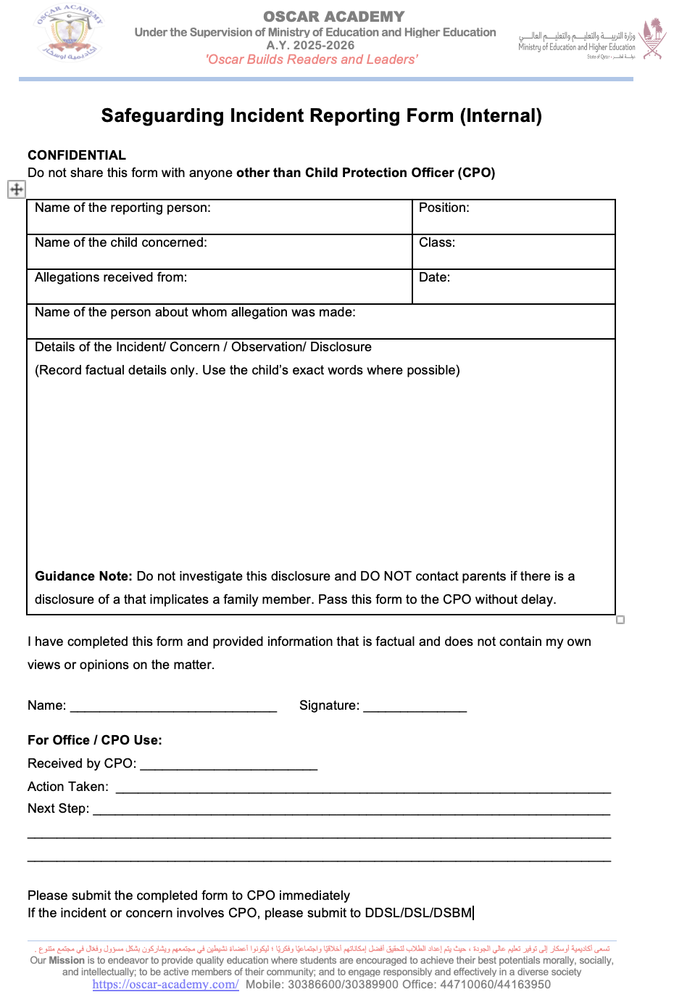 OSCAR ACADEMY
OSCAR ACADEMY
Under the Supervision of Ministry of Education and Higher Education
A.Y. 2025-2026
'Oscar Builds Readers and Leaders’
أكاديمية أوسكار
وزارة التربيـــة والتعليـــم والتعليـــم العالـــي
Ministry of Education and Higher Education
State of Qatar • دولـــة قطـــر
Safeguarding Incident Reporting Form (Internal)
CONFIDENTIAL
Do not share this form with anyone other than Child Protection Officer (CPO)
Name of the reporting person: Position:
Name of the child concerned: Class:
Allegations received from: Date:
Name of the person about whom allegation was made:
Details of the Incident/ Concern / Observation/ Disclosure
(Record factual details only. Use the child’s exact words where possible)
Guidance Note: Do not investigate this disclosure and DO NOT contact parents if there is a
disclosure of a that implicates a family member. Pass this form to the CPO without delay.
I have completed this form and provided information that is factual and does not contain my own
views or opinions on the matter.
Name: ____________________________ Signature: ______________
For Office / CPO Use:
Received by CPO: ________________________
Action Taken: ____________________________________________________________________
Next Step: _______________________________________________________________________
Please submit the completed form to CPO immediately
If the incident or concern involves CPO, please submit to DDSL/DSL/DSBM
تسعى أكاديمية أوسكار إلى توفير تعليم عالي الجودة ، حيث يتم إعداد الطلاب لتحقيق أفضل إمكاناتهم أخلاقيًا واجتماعيًا وفكريًا ؛ ليكونوا أعضاءً نشيطين في مجتمعهم ويشاركون بشكل مسؤول وفعّال في مجتمع متنوع .
Our Mission is to endeavor to provide quality education where students are encouraged to achieve their best potentials morally, socially,
and intellectually; to be active members of their community; and to engage responsibly and effectively in a diverse society
https://oscar-academy.com/ Mobile: 30386600/30389900 Office: 44710060/44163950